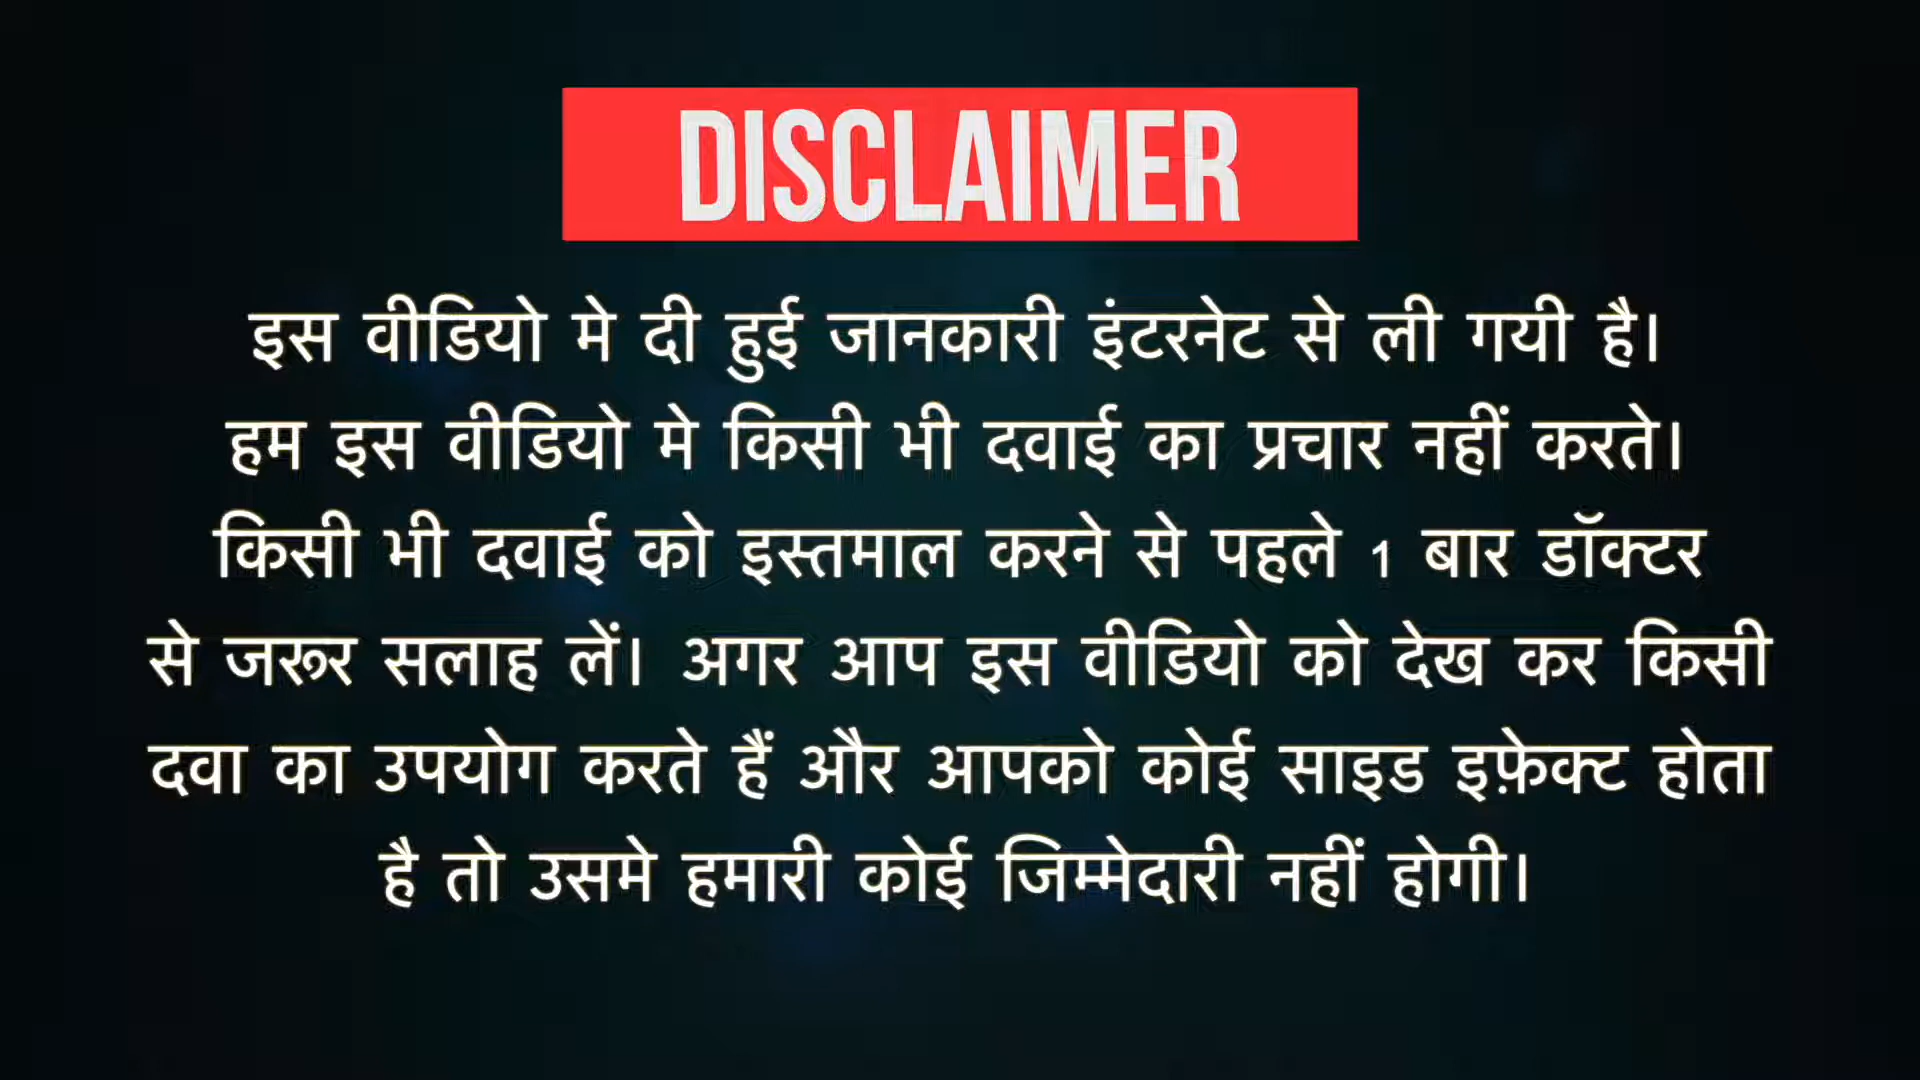 DISCLAIMER
इस वीडियो मे दी हुई जानकारी इंटरनेट से ली गयी है।
हम इस वीडियो मे किसी भी दवाई का प्रचार नहीं करते।
किसी भी दवाई को इस्तमाल करने से पहले 1 बार डॉक्टर
से जरूर सलाह लें। अगर आप इस वीडियो को देख कर किसी
दवा का उपयोग करते हैं और आपको कोई साइड इफ़ेक्ट होता
है तो उसमे हमारी कोई जिम्मेदारी नहीं होगी।